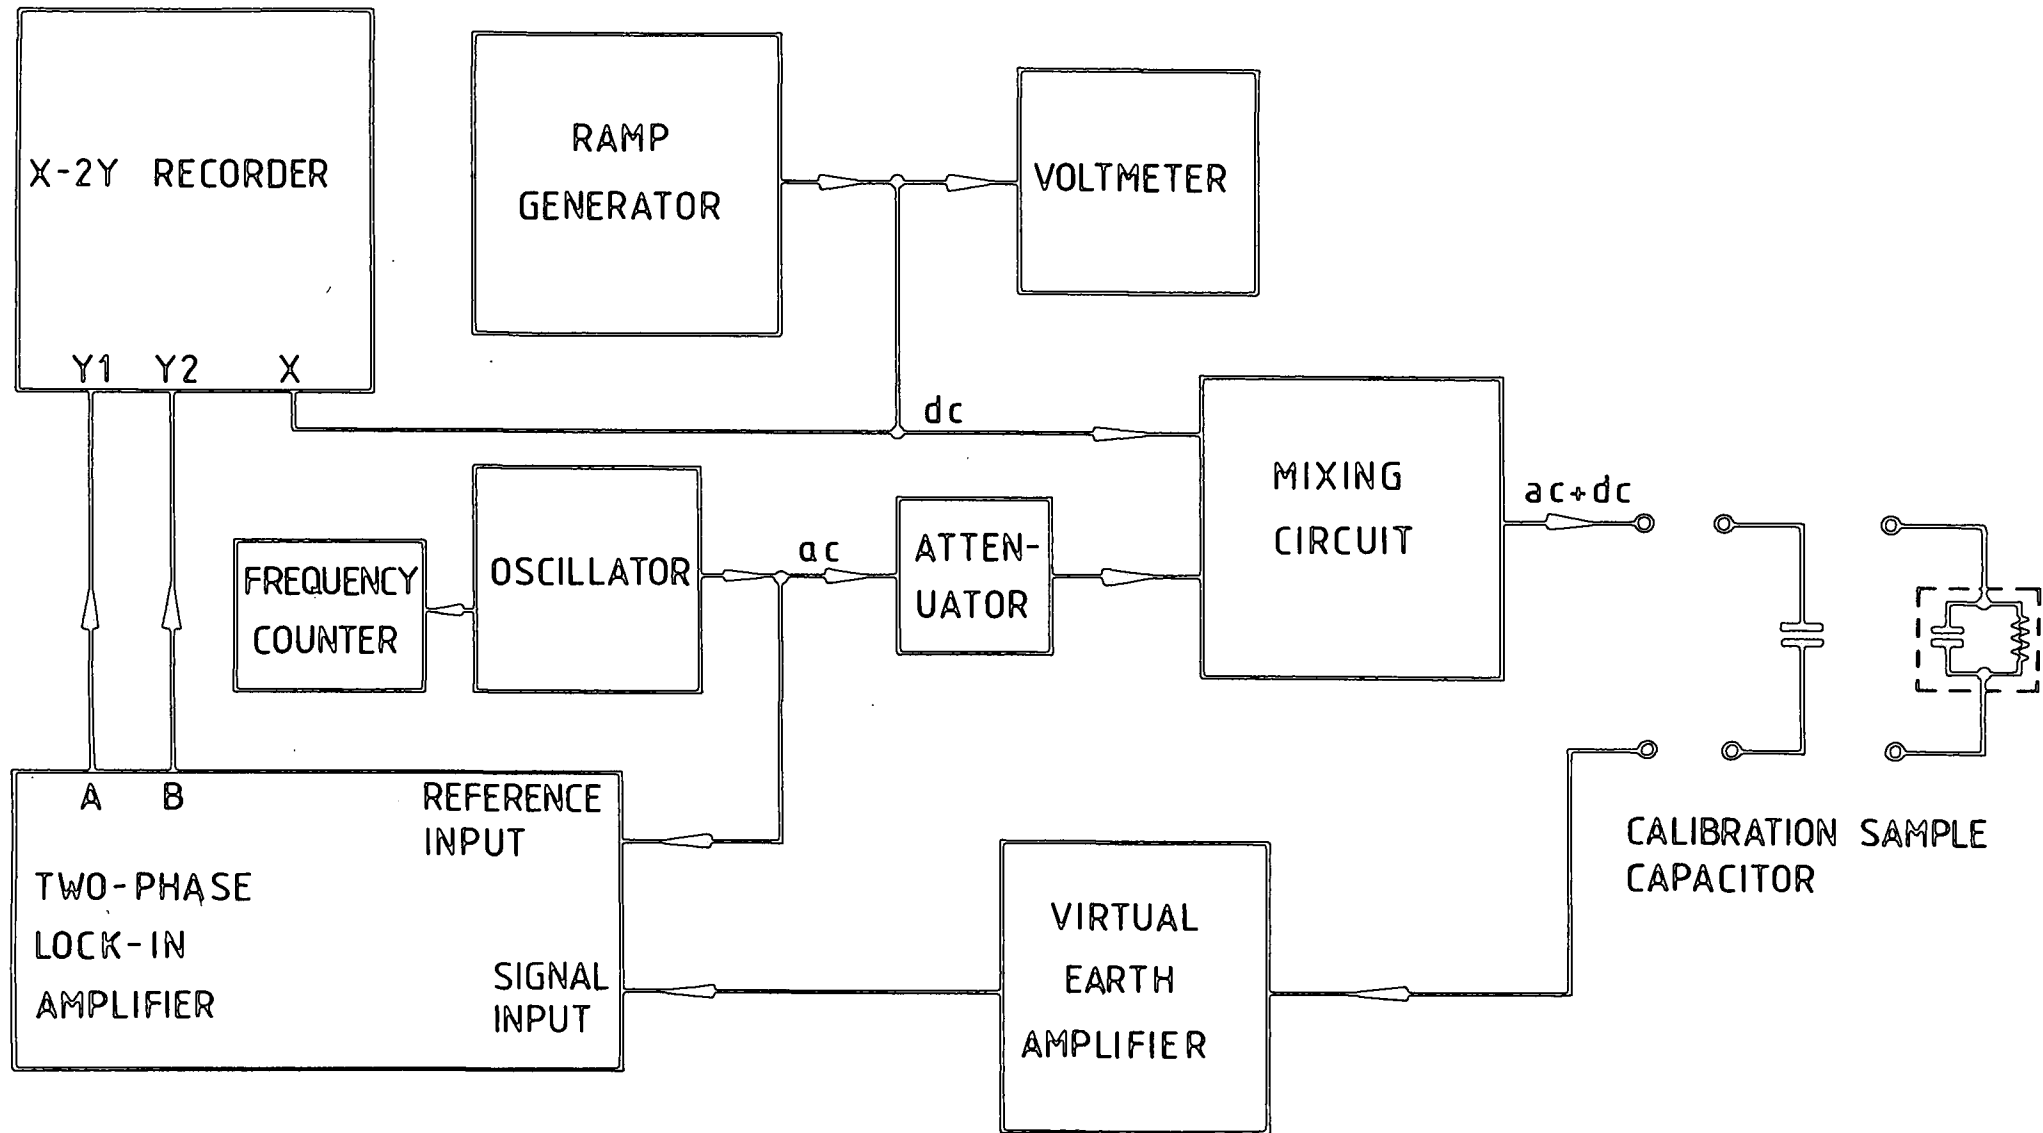 X-2Y RECORDER
Y1 Y2 X
RAMP
GENERATOR
VOLTMETER
dc
MIXING
CIRCUIT
ac+dc
FREQUENCY
COUNTER
OSCILLATOR
ac
ATTEN-
UATOR
A B
REFERENCE
INPUT
TWO-PHASE
LOCK-IN
AMPLIFIER
SIGNAL
INPUT
VIRTUAL
EARTH
AMPLIFIER
CALIBRATION SAMPLE
CAPACITOR